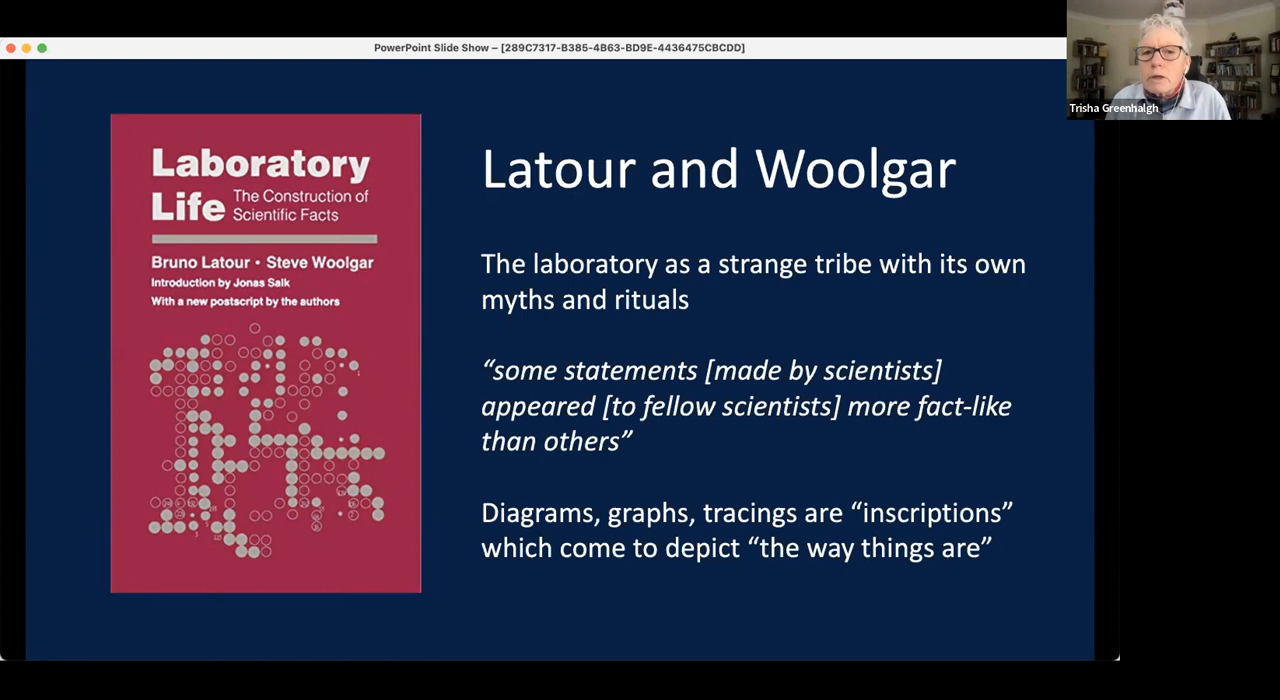 PowerPoint Slide Show – [289C7317-B385-4B63-BD9E-4436475CBCDD]
Trisha Greenhalgh
Laboratory
Life The Construction of
Scientific Facts
Bruno Latour • Steve Woolgar
Introduction by Jonas Salk
With a new postscript by the authors
Latour and Woolgar
The laboratory as a strange tribe with its own
myths and rituals
“some statements [made by scientists]
appeared [to fellow scientists] more fact-like
than others”
Diagrams, graphs, tracings are “inscriptions”
which come to depict “the way things are”